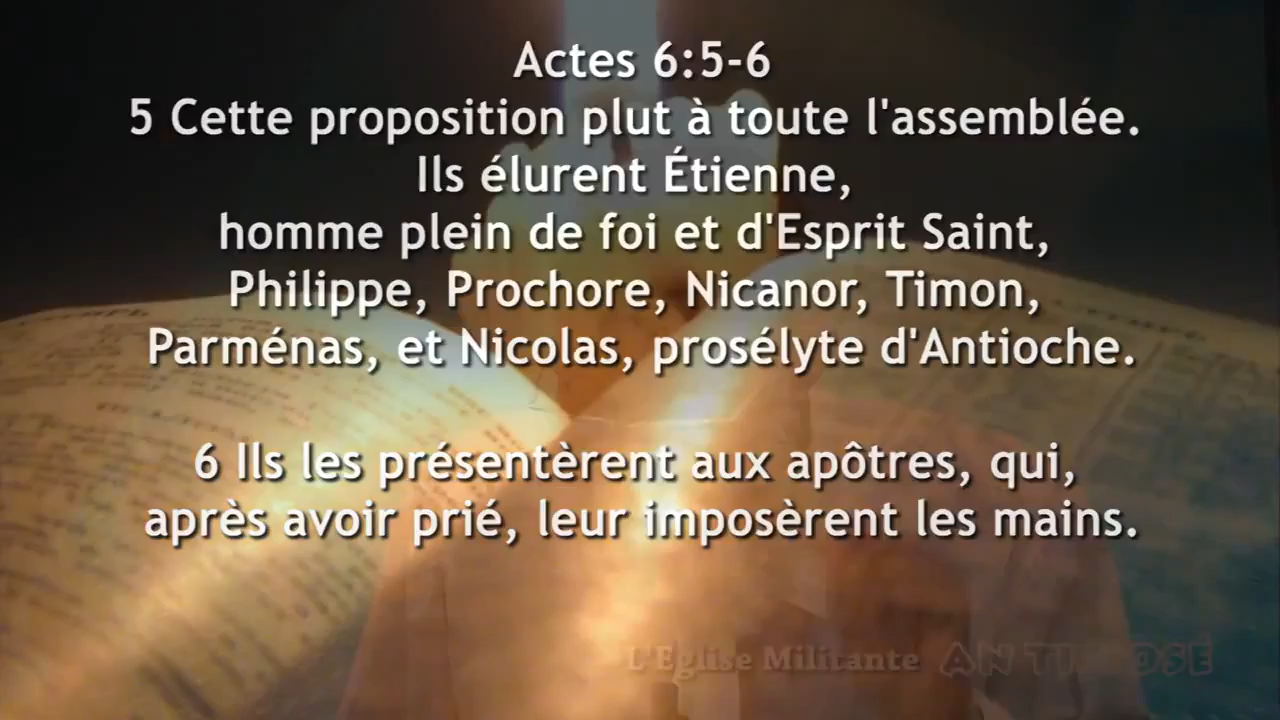 Actes 6:5-6
5 Cette proposition plut à toute l'assemblée.
Ils élurent Étienne,
homme plein de foi et d'Esprit Saint,
Philippe, Prochore, Nicanor, Timon,
Parménas, et Nicolas, prosélyte d'Antioche.
6 Ils les présentèrent aux apôtres, qui,
après avoir prié, leur imposèrent les mains.
L'Eglise Militante